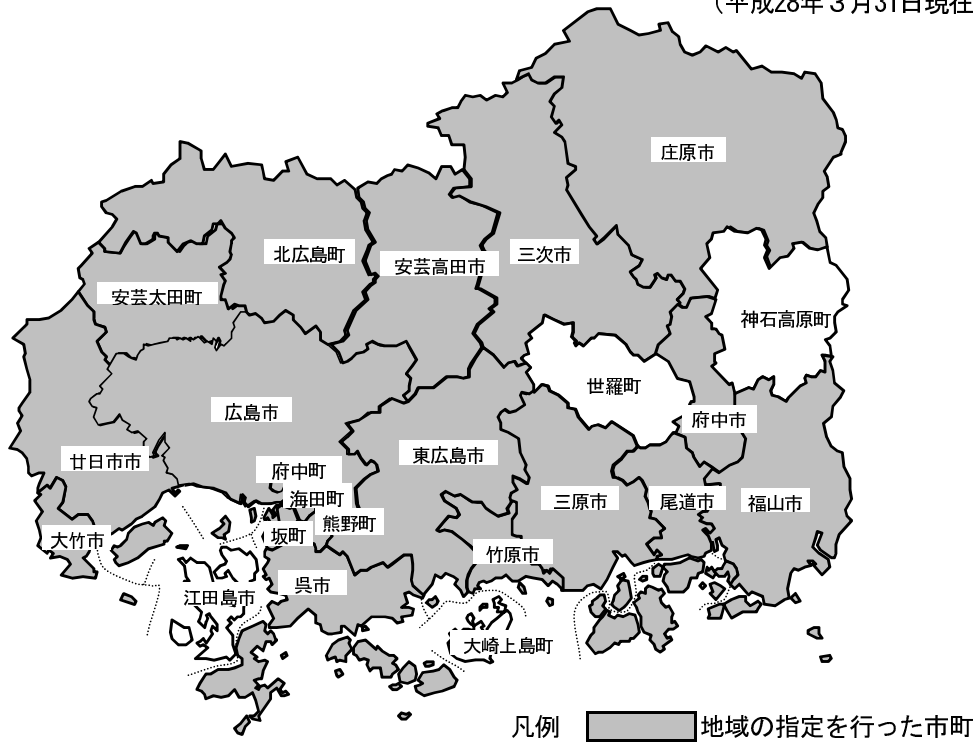 （平成28年３月31日現在
庄原市
北広島町
安芸高田市
三次市
安芸太田町
神石高原町
世羅町
広島市
府中市
廿日市市
東広島市
府中町
海田町
三原市
尾道市
福山市
熊野町
坂町
大竹市
竹原市
呉市
江田島市
大崎上島町
凡例 地域の指定を行った市町